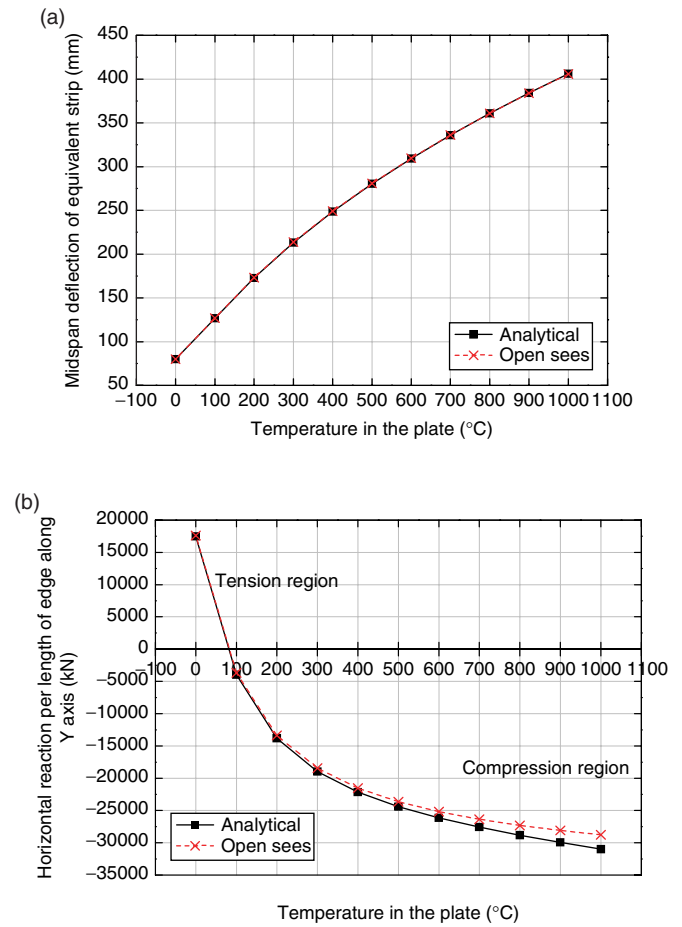 (a)
450
400
350
300
250
200
150
100
50
Midspan deflection of equivalent strip (mm)
Analytical
Open sees
−100 0 100 200 300 400 500 600 700 800 900 1000 1100
Temperature in the plate (°C)
(b)
20000
15000
10000
5000
0
−5000
−10000
−15000
−20000
−25000
−30000
−35000
Horizontal reaction per length of edge along
Y axis (kN)
Tension region
−100 0 100 200 300 400 500 600 700 800 900 1000 1100
Compression region
Analytical
Open sees
Temperature in the plate (°C)